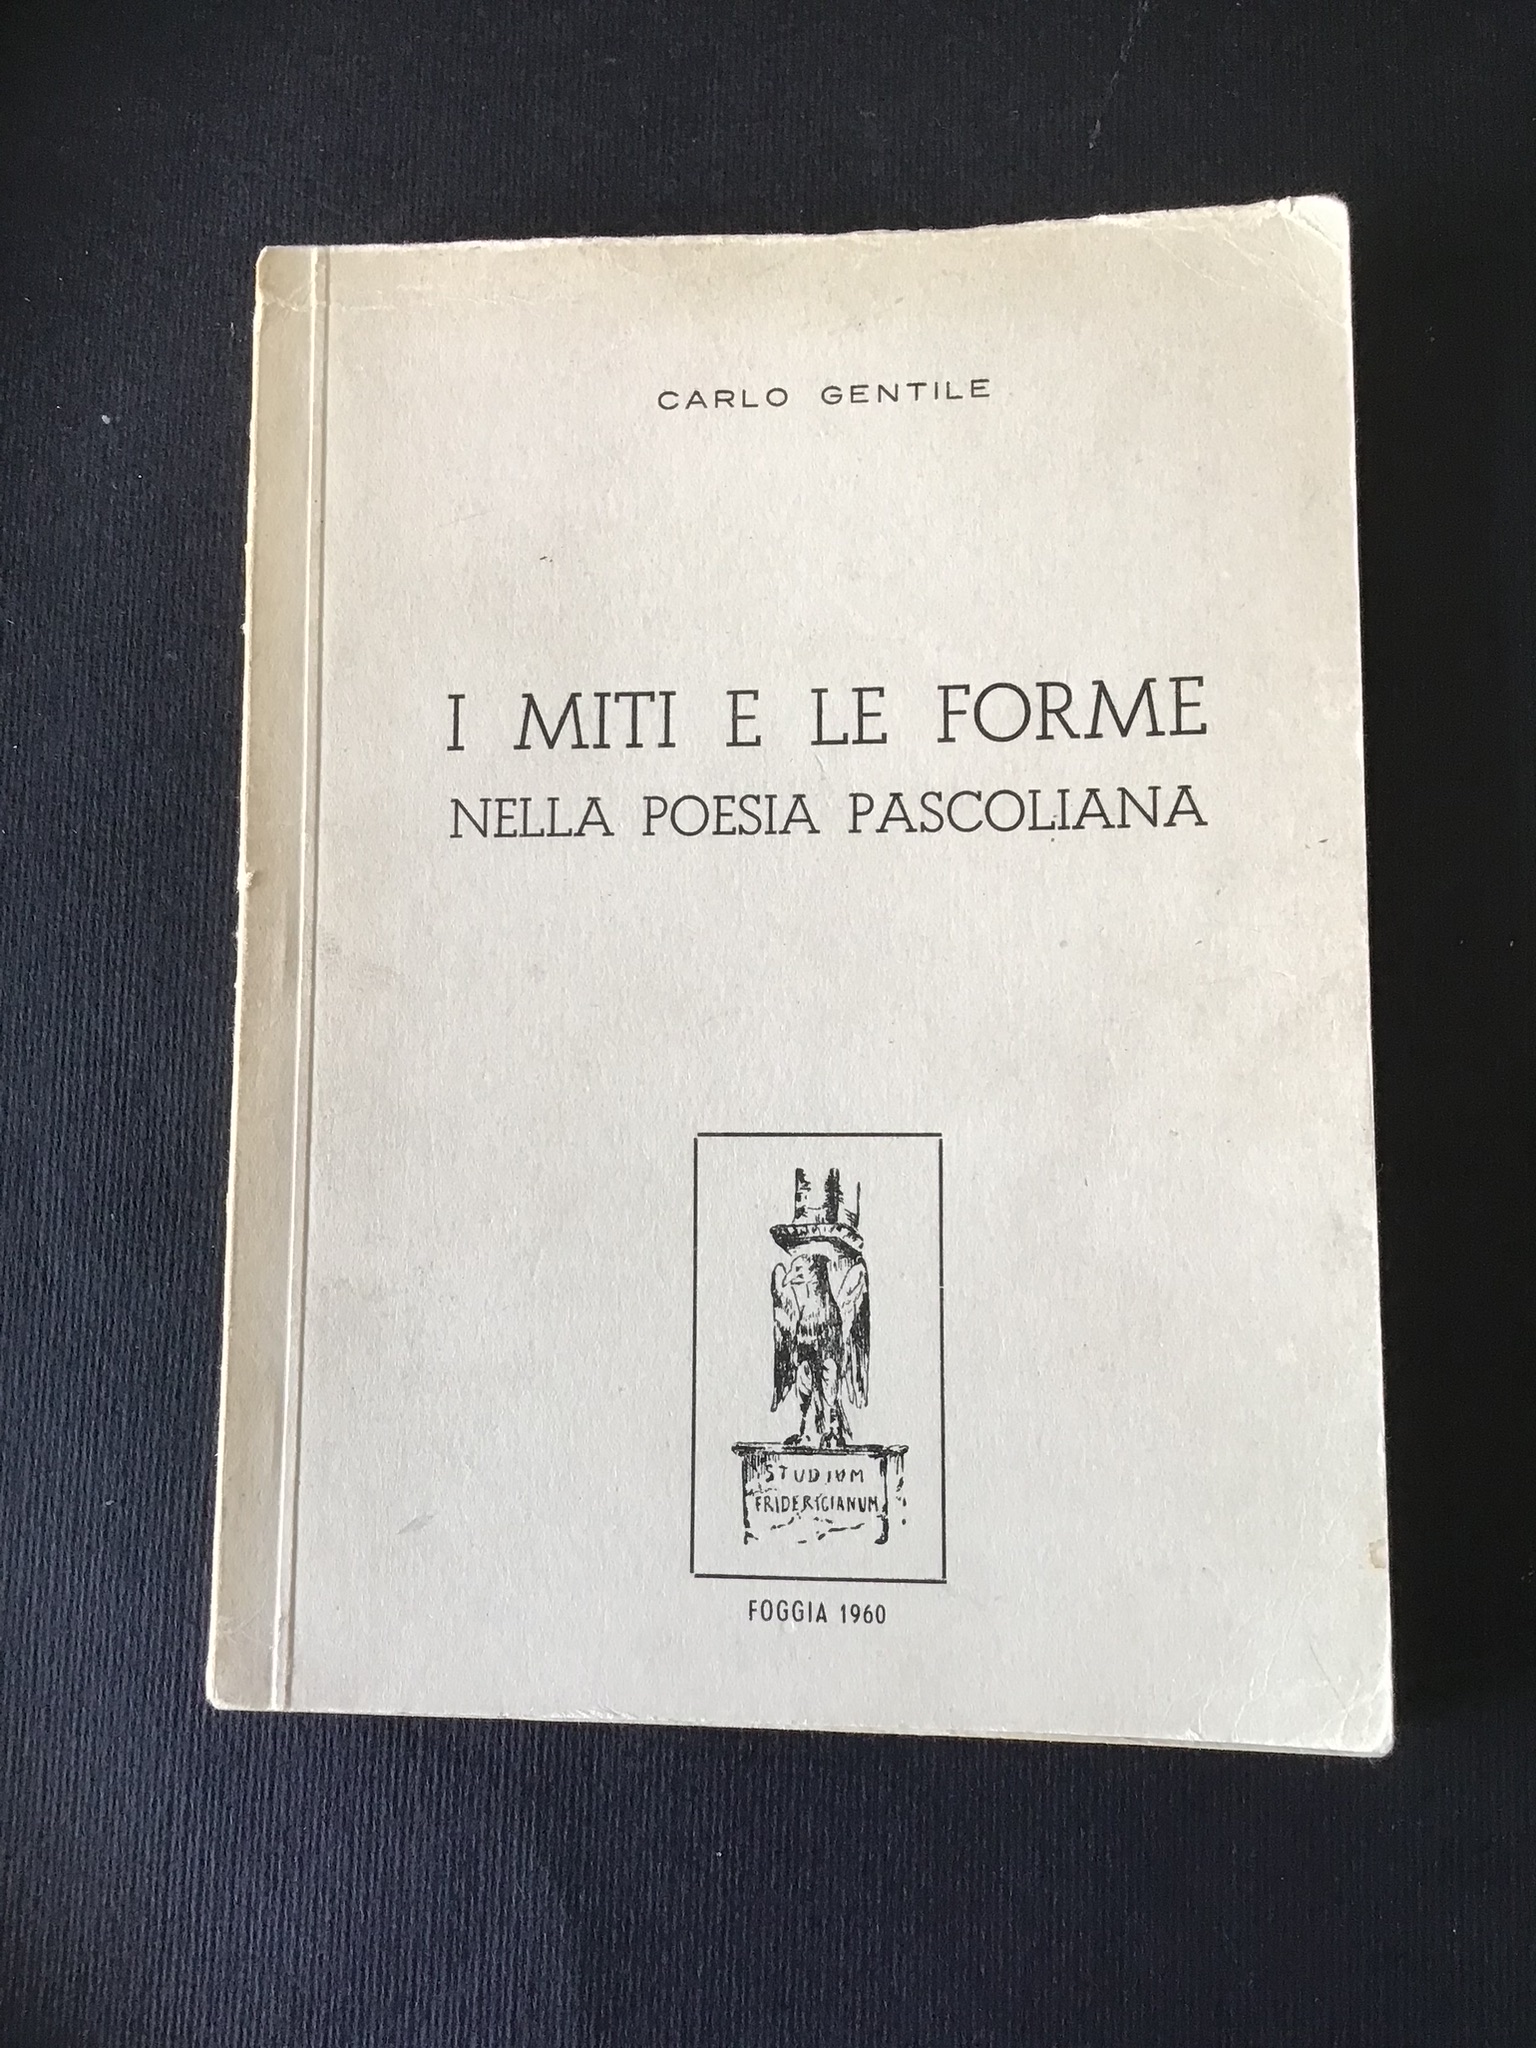 CARLO GENTILE
I MITI E LE FORME
NELLA POESIA PASCOLIANA
STUDIUM
FRIDERICIANUM
FOGGIA 1960